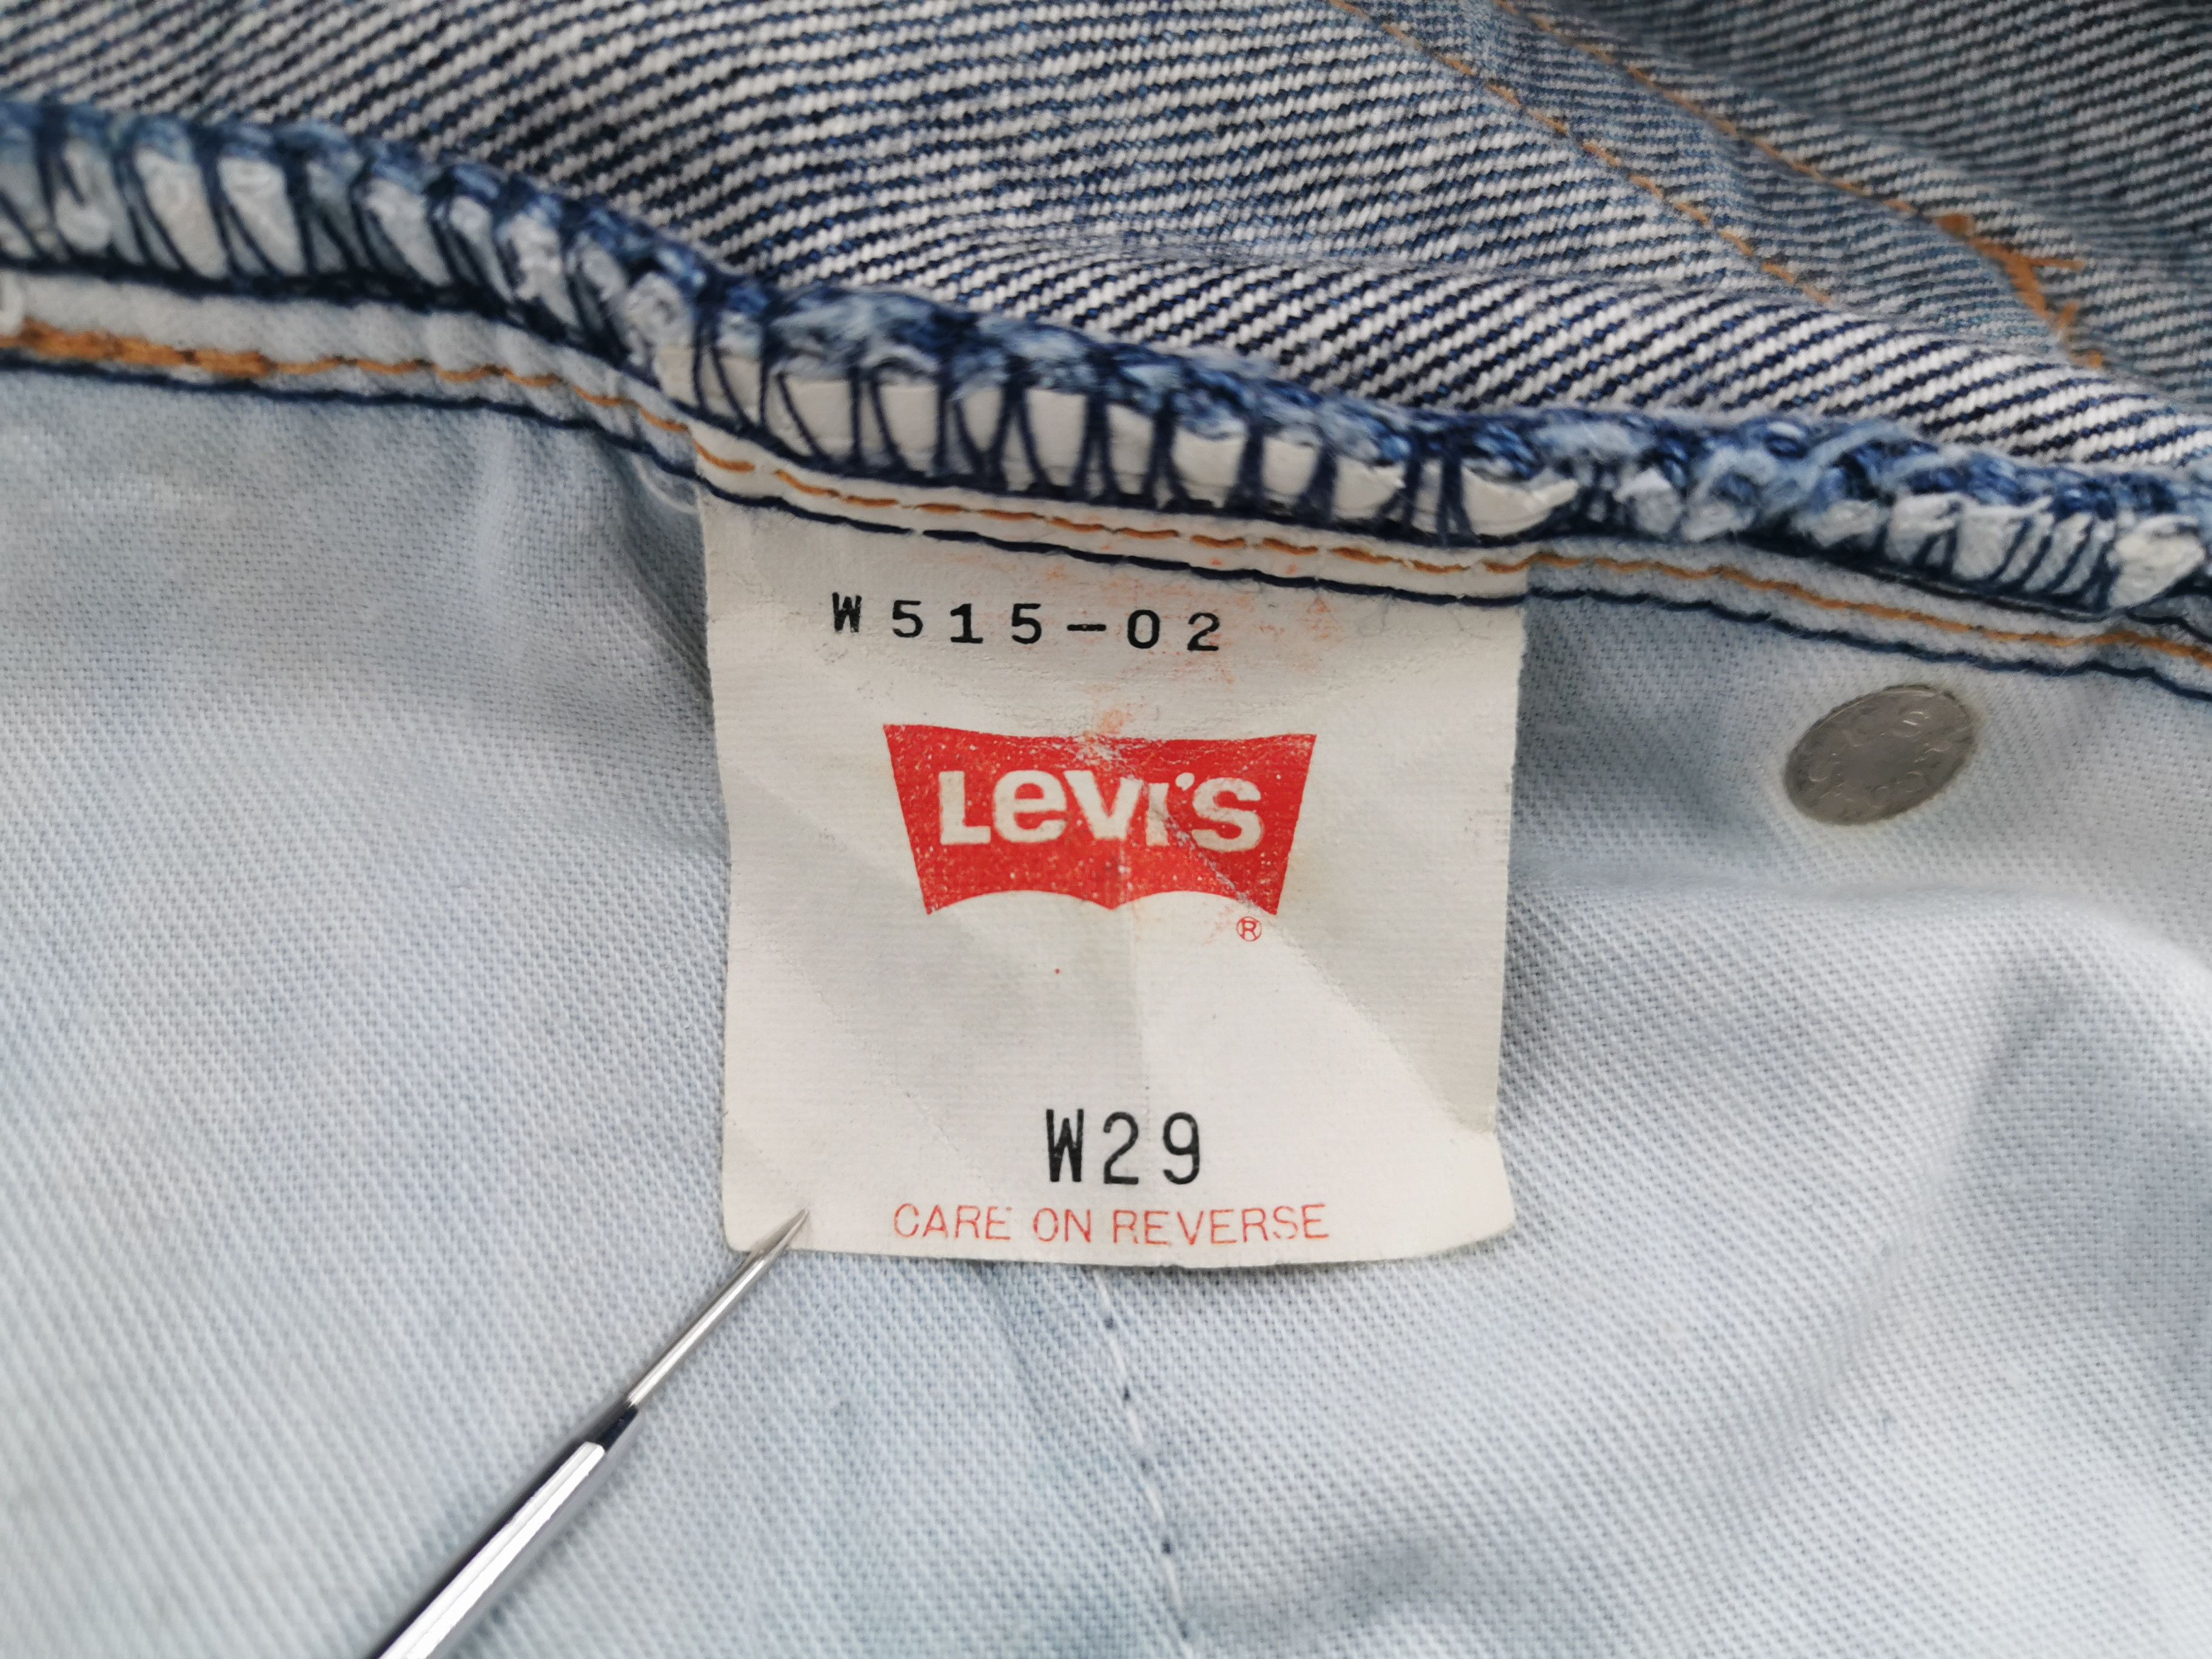 W515-02
Levi's
®
W29
CARE ON REVERSE